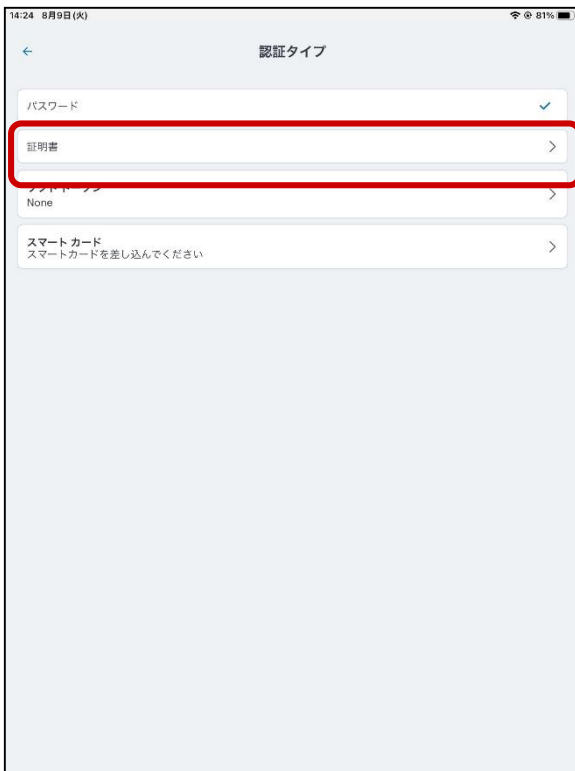 14:24 8月9日(火)
81%
認証タイプ
パスワード
証明書
None
スマート カード
スマートカードを差し込んでください